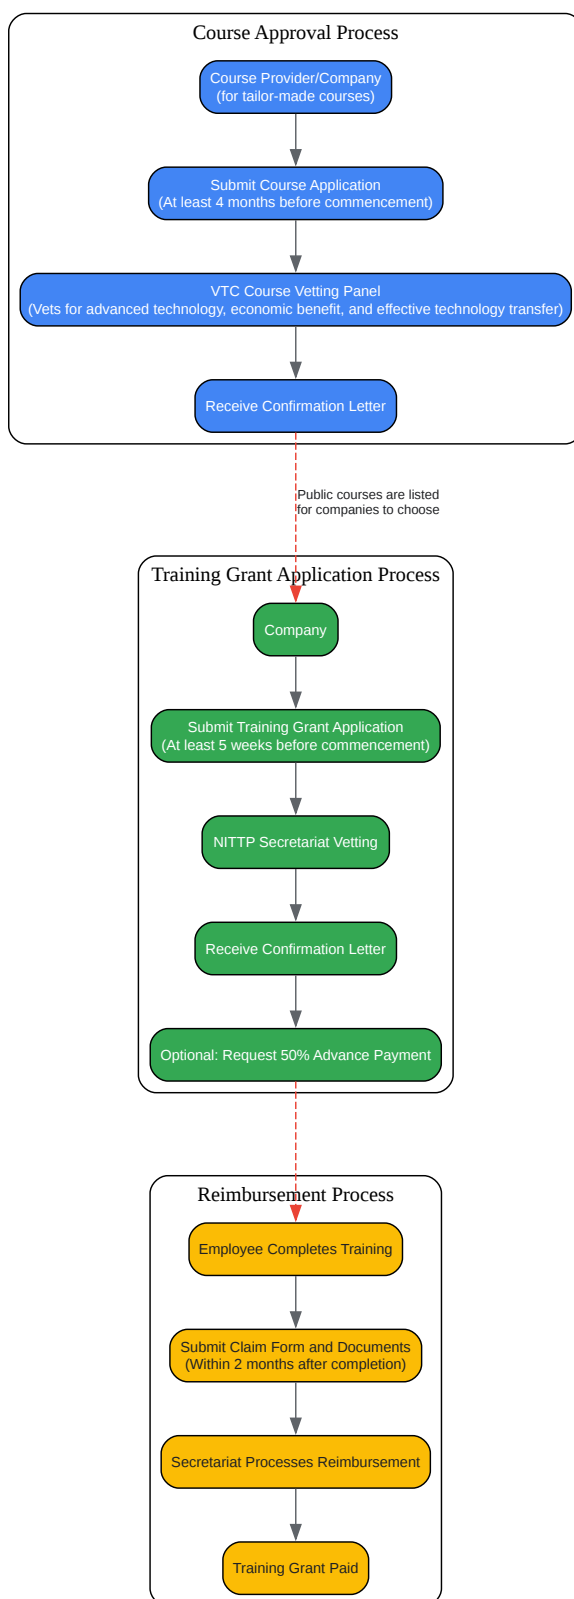 Course Approval Process
Course Provider/Company
(for tailor-made courses)
Submit Course Application
(At least 4 months before commencement)
VTC Course Vetting Panel
(Vets for advanced technology, economic benefit, and effective technology transfer)
Receive Confirmation Letter
Public courses are listed
for companies to choose
Training Grant Application Process
Company
Submit Training Grant Application
(At least 5 weeks before commencement)
NITTP Secretariat Vetting
Receive Confirmation Letter
Optional: Request 50% Advance Payment
Reimbursement Process
Employee Completes Training
Submit Claim Form and Documents
(Within 2 months after completion)
Secretariat Processes Reimbursement
Training Grant Paid